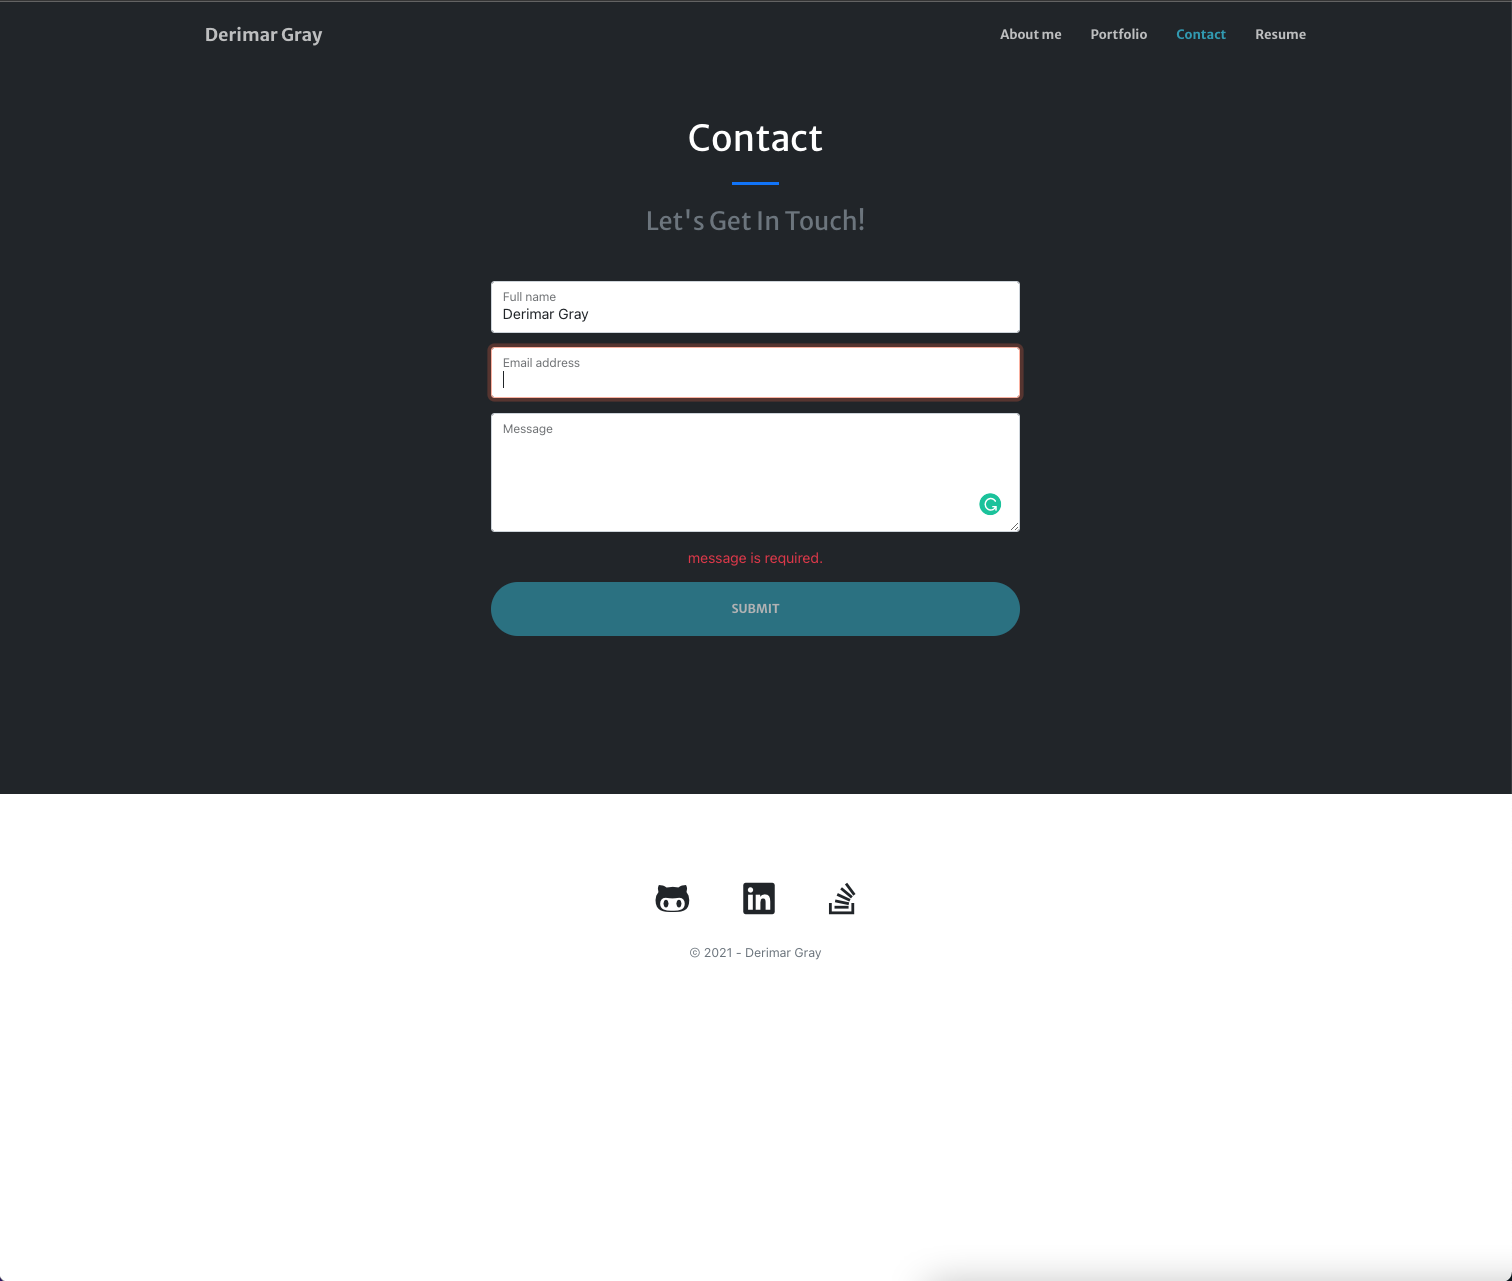 Derimar Gray
About me
Portfolio
Contact
Resume
Contact
Let's Get In Touch!
Full name
Derimar Gray
Email address
Message
message is required.
SUBMIT
in
© 2021 - Derimar Gray